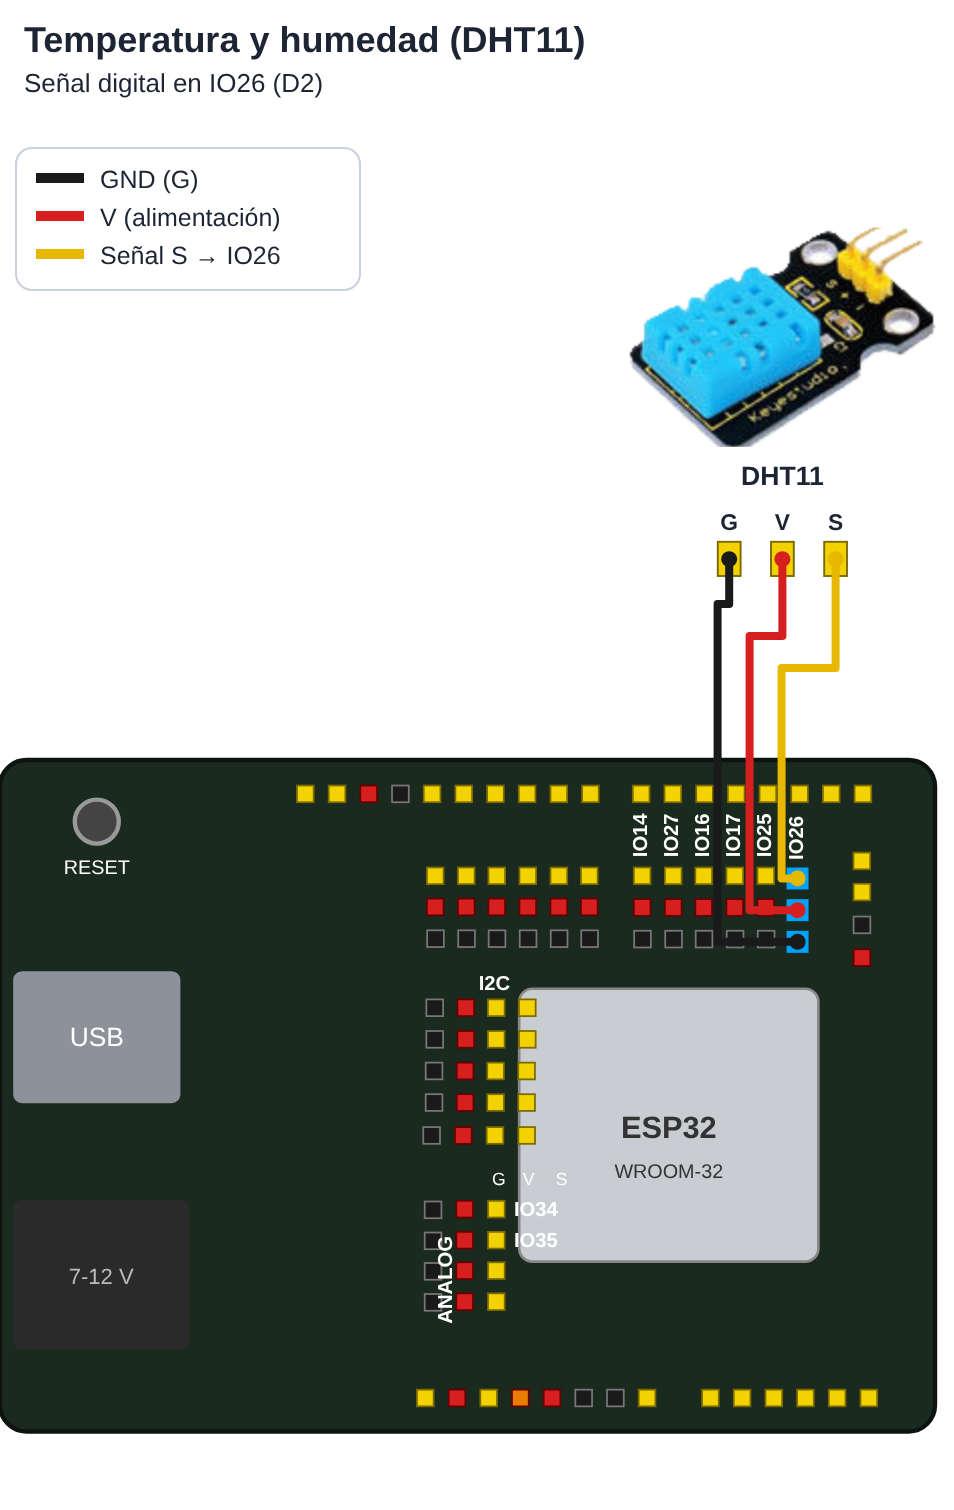 Temperatura y humedad (DHT11)
Señal digital en IO26 (D2)
GND (G)
V (alimentación)
Señal S → IO26
S + -
Keyestudio
DHT11
G V S
RESET
IO14 IO27 IO16 IO17 IO25 IO26
I2C
USB
ESP32
WROOM-32
G V S
IO34
IO35
ANALOG
7-12 V